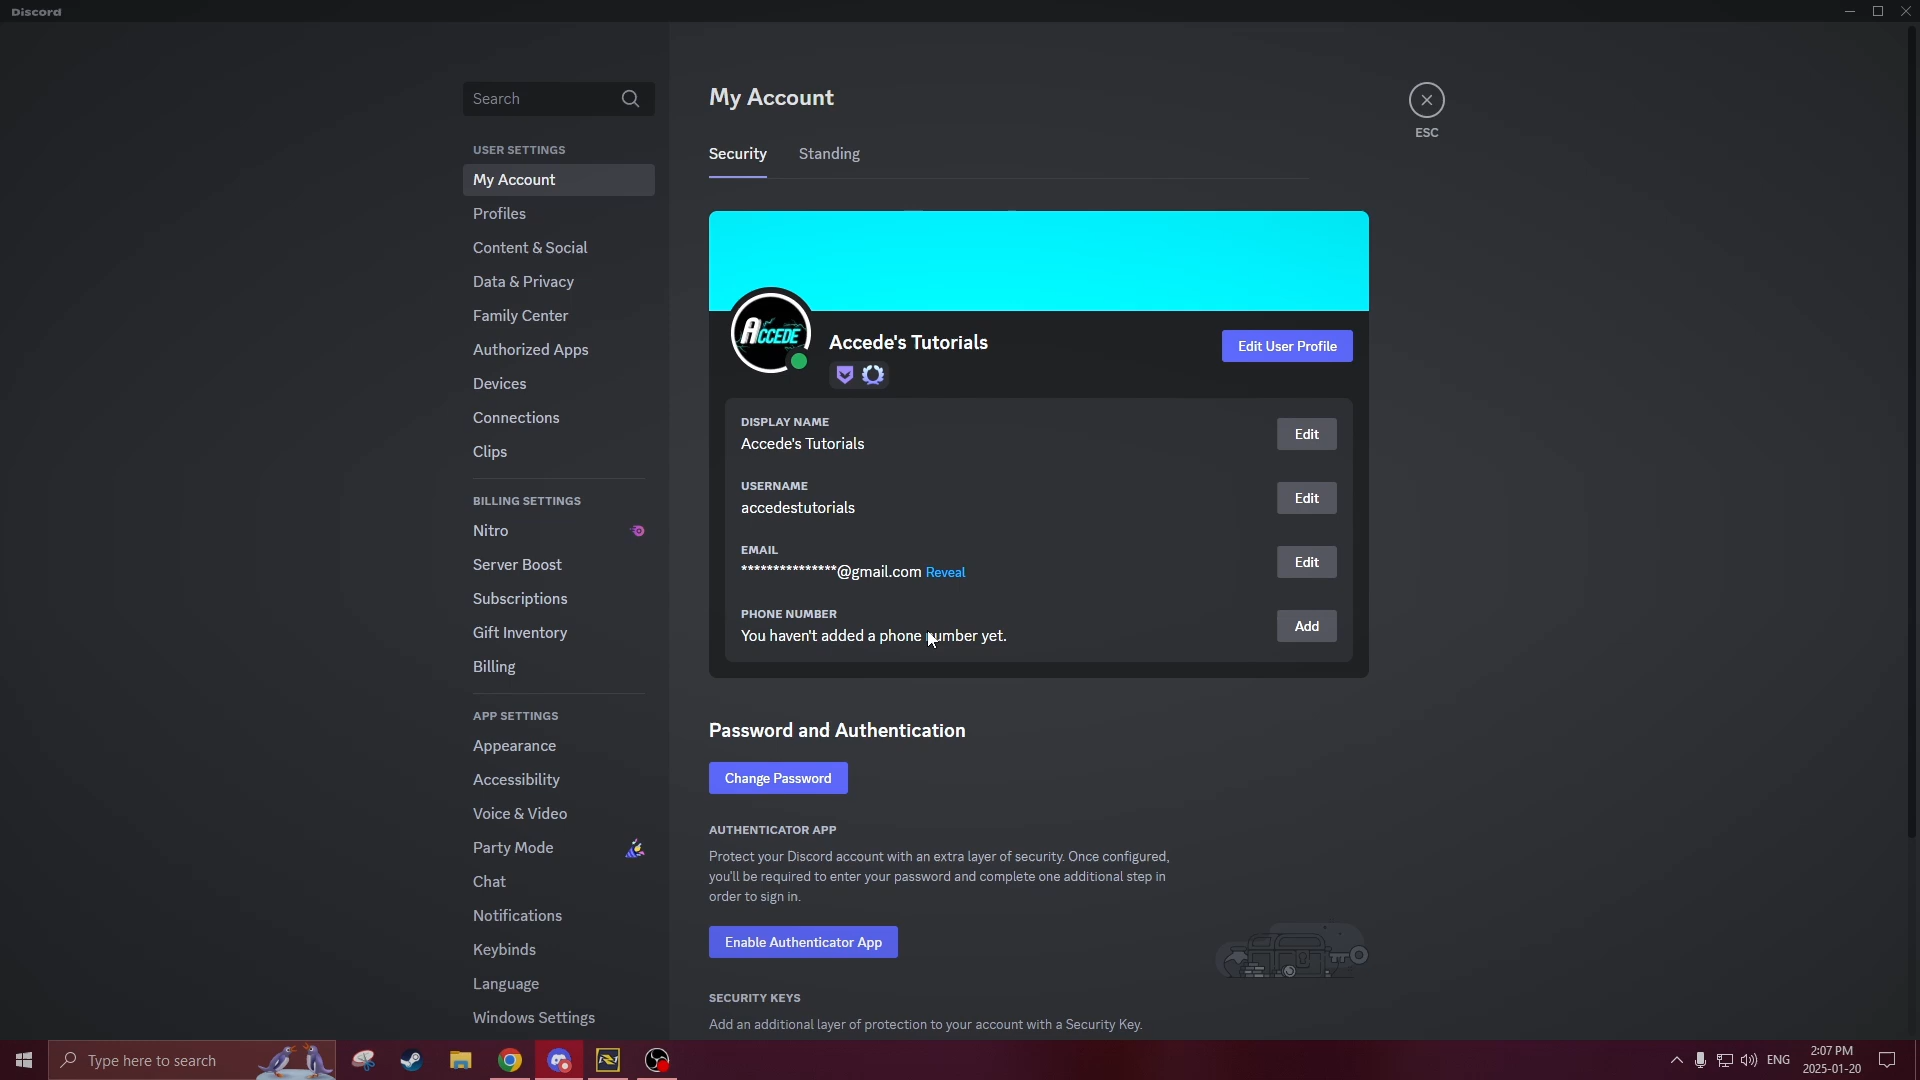 Discord
Search
USER SETTINGS
My Account
Profiles
Content & Social
Data & Privacy
Family Center
Authorized Apps
Devices
Connections
Clips
BILLING SETTINGS
Nitro
Server Boost
Subscriptions
Gift Inventory
Billing
APP SETTINGS
Appearance
Accessibility
Voice & Video
Party Mode
Chat
Notifications
Keybinds
Language
Windows Settings
My Account
ESC
Security Standing
ACCEDE
Accede's Tutorials
Edit User Profile
DISPLAY NAME
Accede's Tutorials
Edit
USERNAME
accedestutorials
Edit
EMAIL
***************@gmail.com Reveal
Edit
PHONE NUMBER
You haven't added a phone number yet.
Add
Password and Authentication
Change Password
AUTHENTICATOR APP
Protect your Discord account with an extra layer of security. Once configured,
you'll be required to enter your password and complete one additional step in
order to sign in.
Enable Authenticator App
SECURITY KEYS
Add an additional layer of protection to your account with a Security Key.
Type here to search
ENG
2:07 PM
2025-01-20